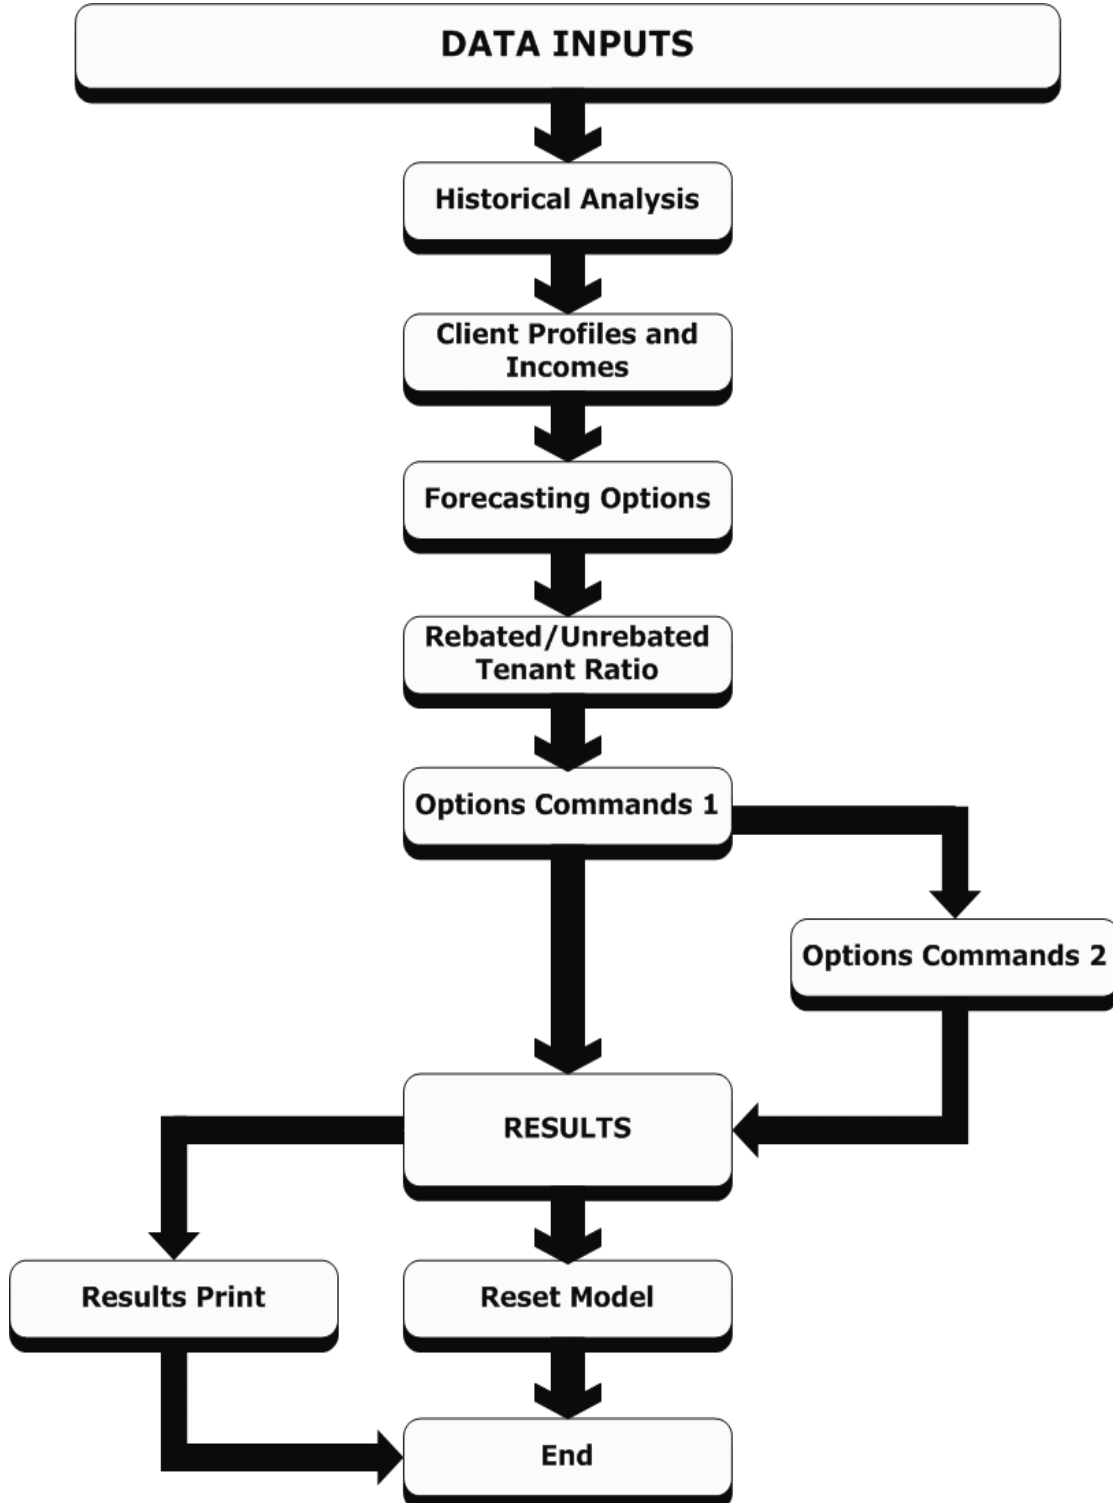 DATA INPUTS
Historical Analysis
Client Profiles and
Incomes
Forecasting Options
Rebated/Unrebated
Tenant Ratio
Options Commands 1
Options Commands 2
RESULTS
Results Print
Reset Model
End